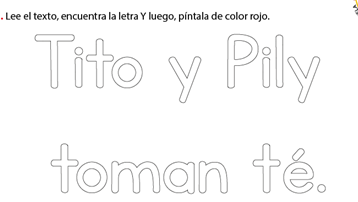 . Lee el texto, encuentra la letra Y luego, píntala de color rojo.
Tito y Pily
toman té.